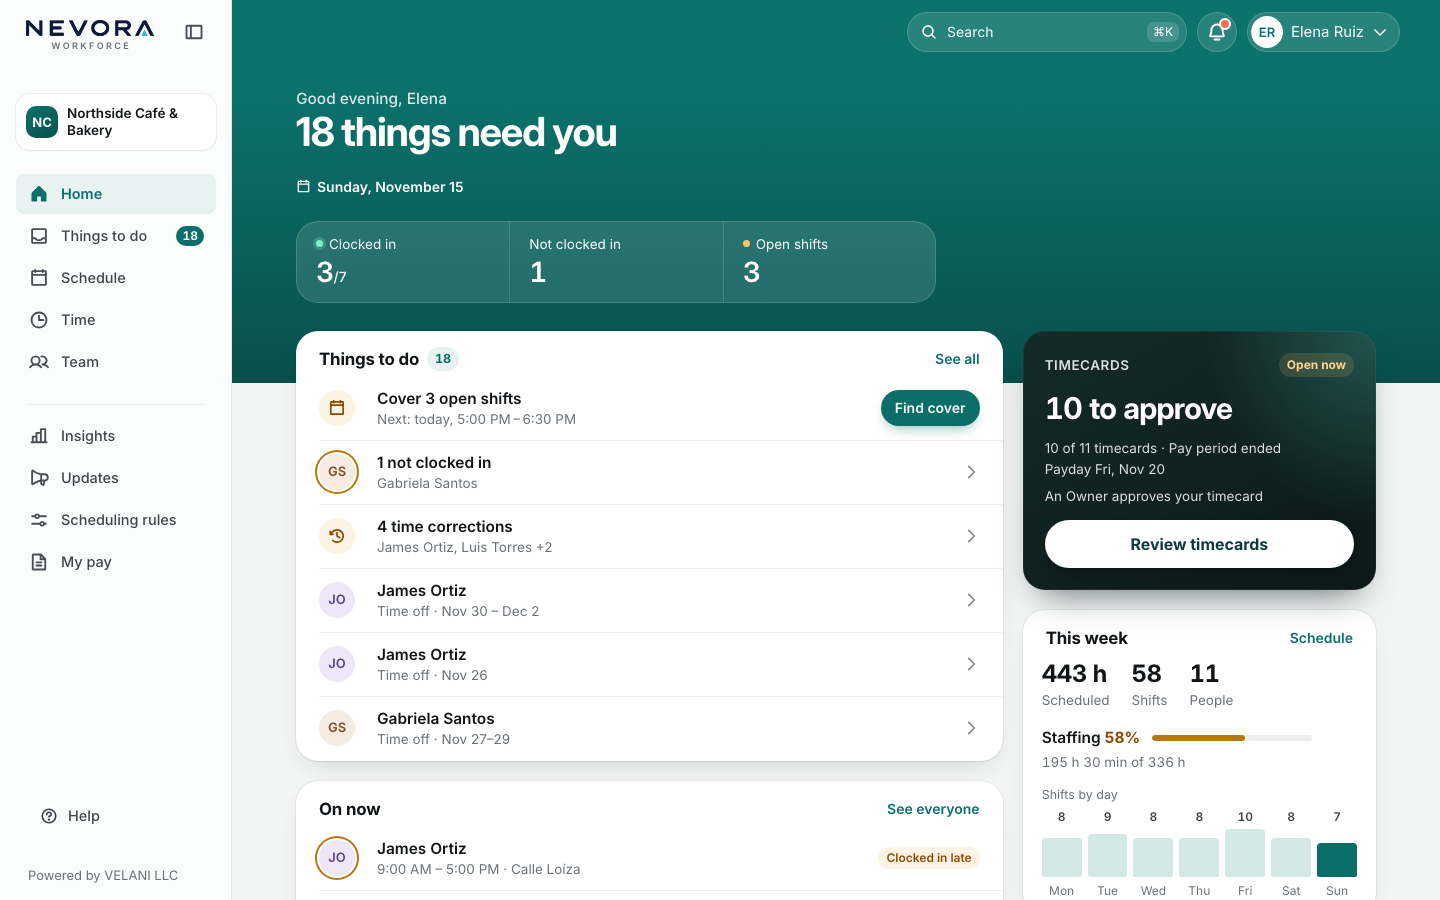 NEVORA
WORKFORCE
Search
⌘K
ER
Elena Ruiz
NC
Northside Café &
Bakery
Home
Things to do
18
Schedule
Time
Team
Insights
Updates
Scheduling rules
My pay
Help
Powered by VELANI LLC
Good evening, Elena
18 things need you
Sunday, November 15
Clocked in
3/7
Not clocked in
1
Open shifts
3
Things to do
18
See all
Cover 3 open shifts
Next: today, 5:00 PM – 6:30 PM
Find cover
GS
1 not clocked in
Gabriela Santos
4 time corrections
James Ortiz, Luis Torres +2
JO
James Ortiz
Time off · Nov 30 – Dec 2
JO
James Ortiz
Time off · Nov 26
GS
Gabriela Santos
Time off · Nov 27–29
On now
See everyone
JO
James Ortiz
9:00 AM – 5:00 PM · Calle Loíza
Clocked in late
TIMECARDS
Open now
10 to approve
10 of 11 timecards · Pay period ended
Payday Fri, Nov 20
An Owner approves your timecard
Review timecards
This week
Schedule
443 h
58
11
Scheduled
Shifts
People
Staffing 58%
195 h 30 min of 336 h
Shifts by day
8
9
8
8
10
8
7
Mon
Tue
Wed
Thu
Fri
Sat
Sun